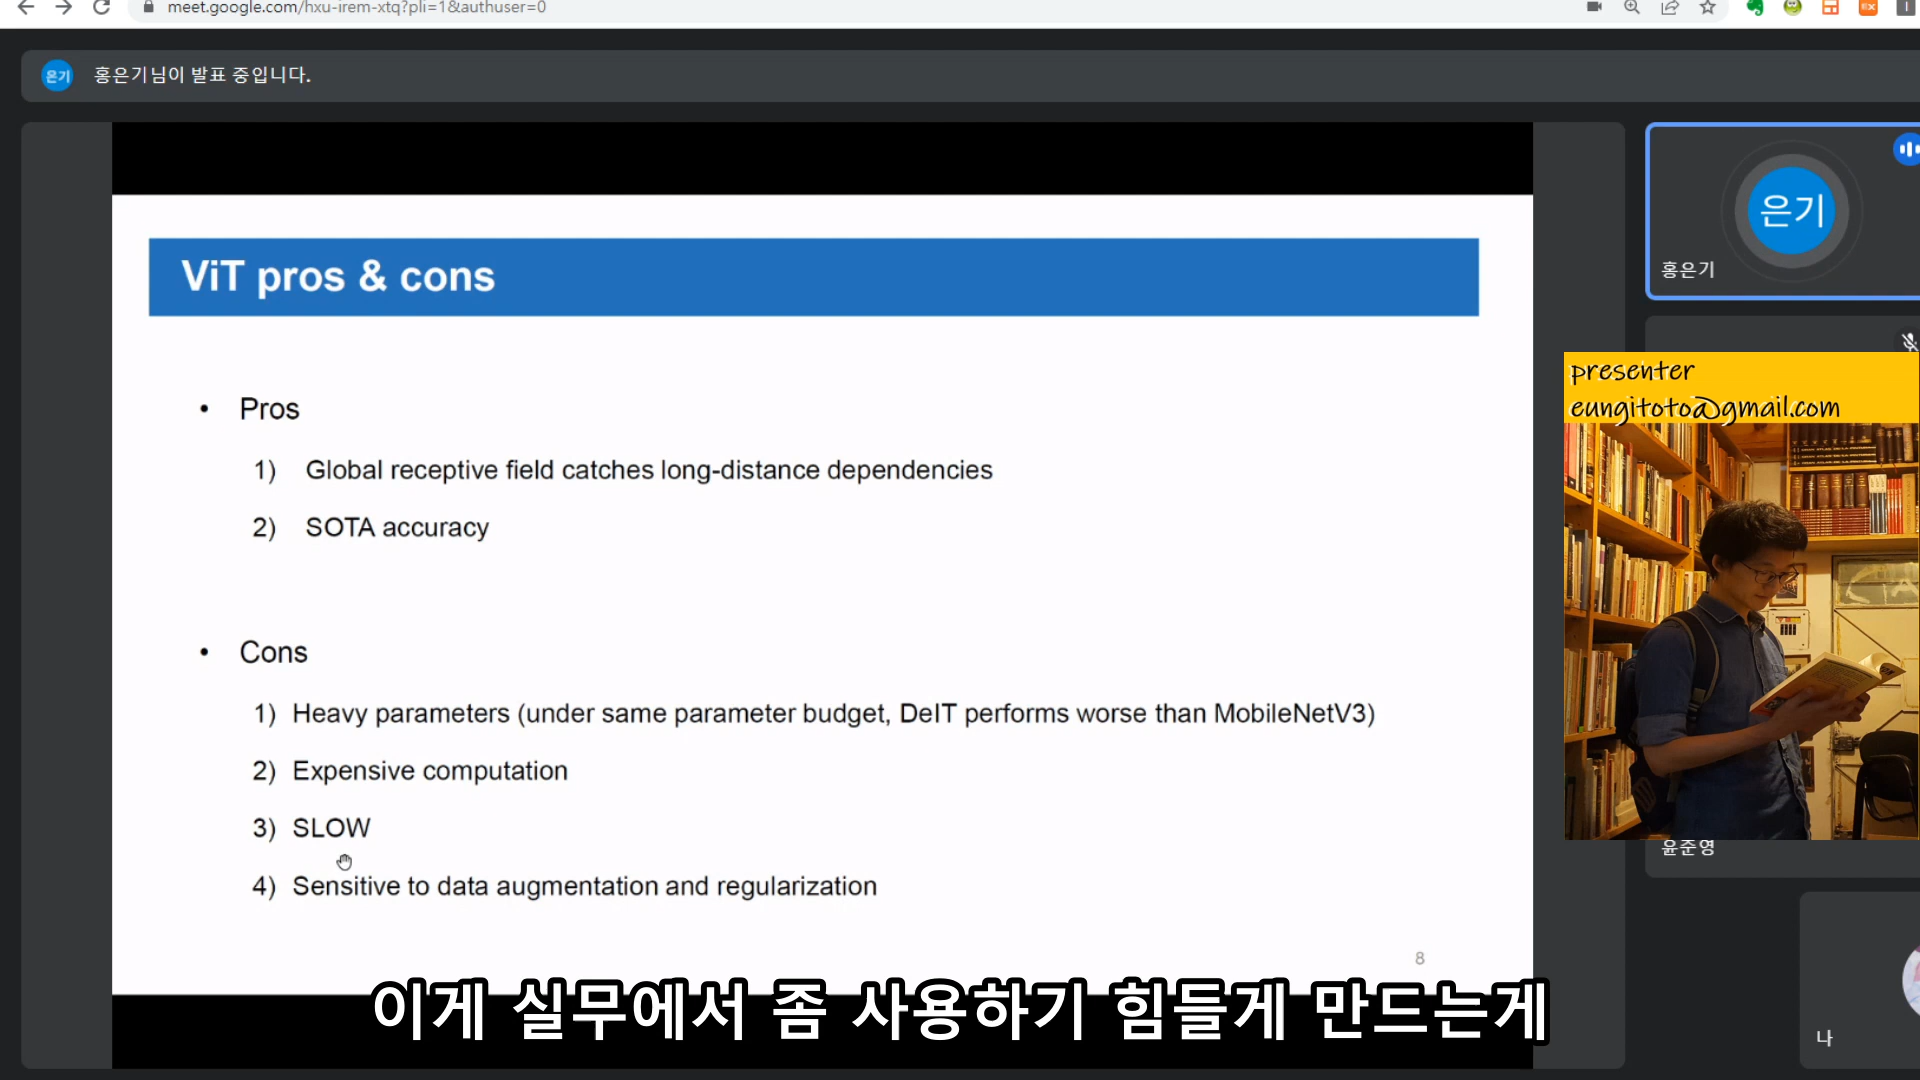 meet.google.com/hxu-irem-xtq?pli=1&authuser=0
은기 홍은기님이 발표 중입니다.
ViT pros & cons
• Pros
1) Global receptive field catches long-distance dependencies
2) SOTA accuracy
• Cons
1) Heavy parameters (under same parameter budget, DeIT performs worse than MobileNetV3)
2) Expensive computation
3) SLOW
4) Sensitive to data augmentation and regularization
8
은기
홍은기
presenter
eungitoto@gmail.com
윤준영
나
이게 실무에서 좀 사용하기 힘들게 만드는게